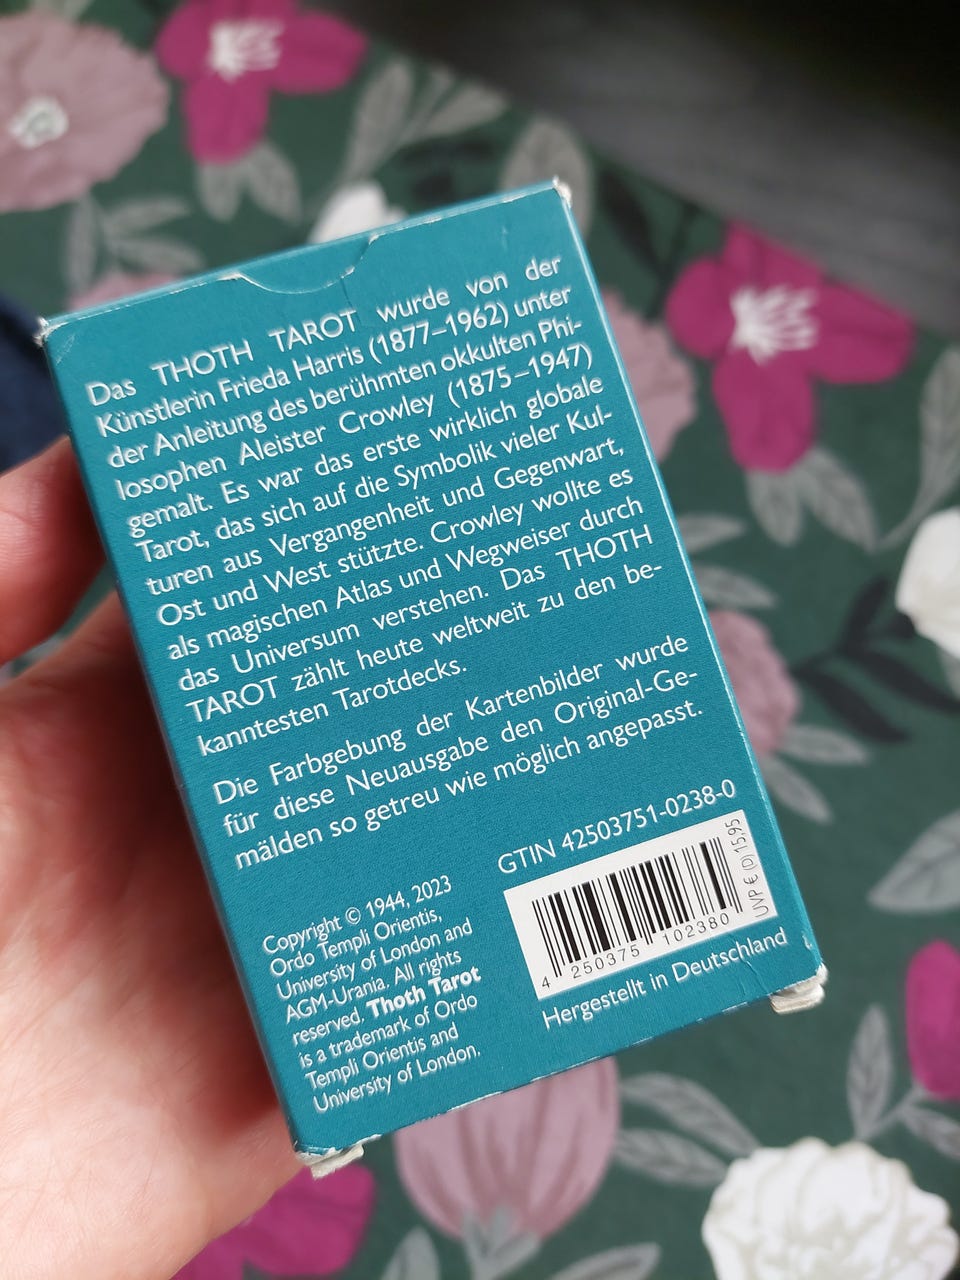 Das THOTH TAROT wurde von der
Künstlerin Frieda Harris (1877–1962) unter
der Anleitung des berühmten okkulten Phi-
losophen Aleister Crowley (1875–1947)
gemalt. Es war das erste wirklich globale
Tarot, das sich auf die Symbolik vieler Kul-
turen aus Vergangenheit und Gegenwart,
Ost und West stützte. Crowley wollte es
als magischen Atlas und Wegweiser durch
das Universum verstehen. Das THOTH
TAROT zählt heute weltweit zu den be-
kanntesten Tarotdecks.
Die Farbgebung der Kartenbilder wurde
für diese Neuausgabe den Original-Ge-
mälden so getreu wie möglich angepasst.
Copyright © 1944, 2023
Ordo Templi Orientis,
University of London and
AGM-Urania. All rights
reserved. Thoth Tarot
is a trademark of Ordo
Templi Orientis and
University of London.
GTIN 42503751-0238-0
4 250375 102380
UVP € (D) 15,95
Hergestellt in Deutschland